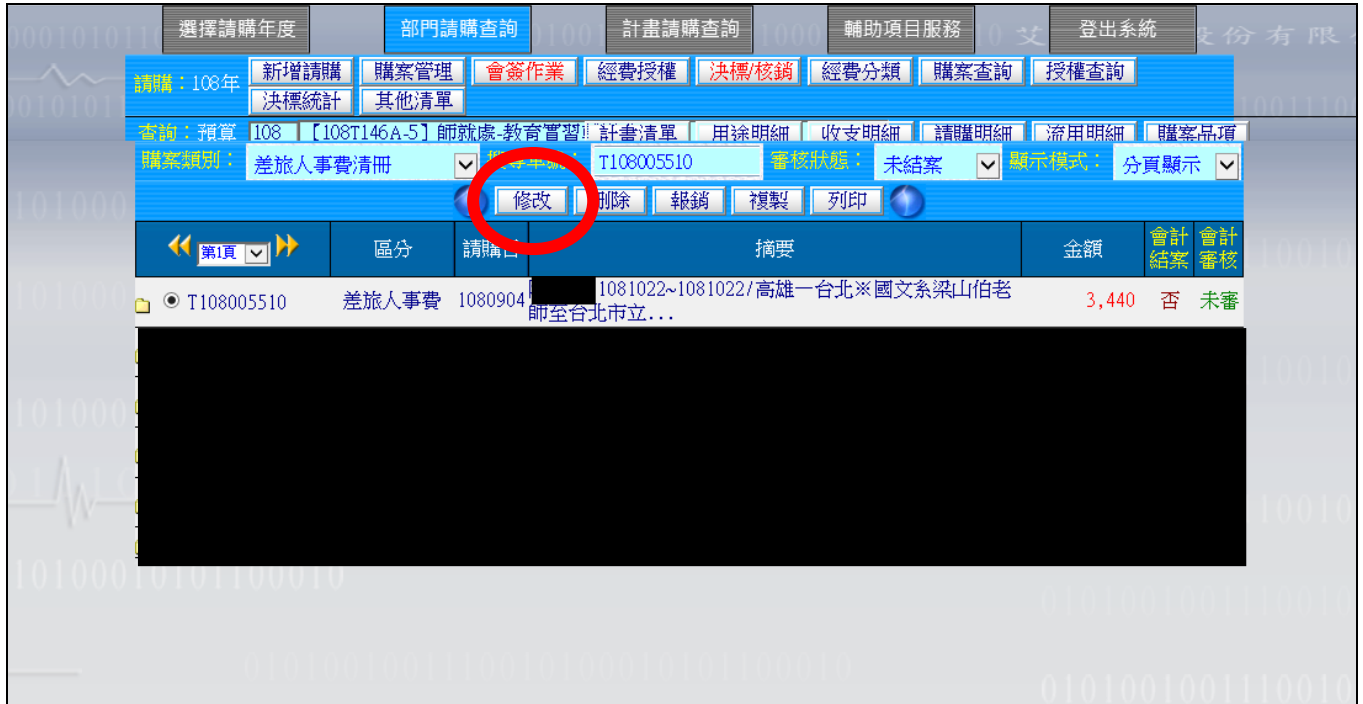 選擇請購年度 部門請購查詢 計畫請購查詢 輔助項目服務 登出系統
請購：108年 新增請購 購案管理 會簽作業 經費授權 決標/核銷 經費分類 購案查詢 授權查詢
決標統計 其他清單
查詢：預算 108 【108T146A-5】師就處-教育實習 計畫清單 用途明細 收支明細 請購明細 流用明細 購案品項
購案類別： 差旅人事費清冊 T108005510 審核狀態： 未結案 顯示模式： 分頁顯示
修改 刪除 報銷 複製 列印
第1頁 區分 請購日 摘要 金額 會計結案 會計審核
T108005510 差旅人事費 1080904 1081022~1081022/高雄－台北※國文系梁山伯老
師至台北市立... 3,440 否 未審